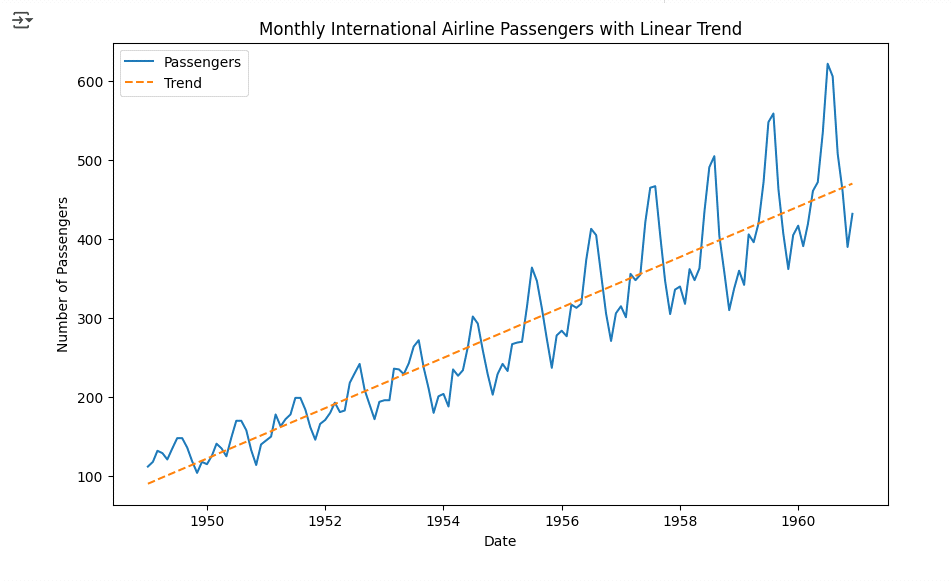 Monthly International Airline Passengers with Linear Trend
Passengers
Trend
600
500
400
300
200
100
Number of Passengers
1950 1952 1954 1956 1958 1960
Date